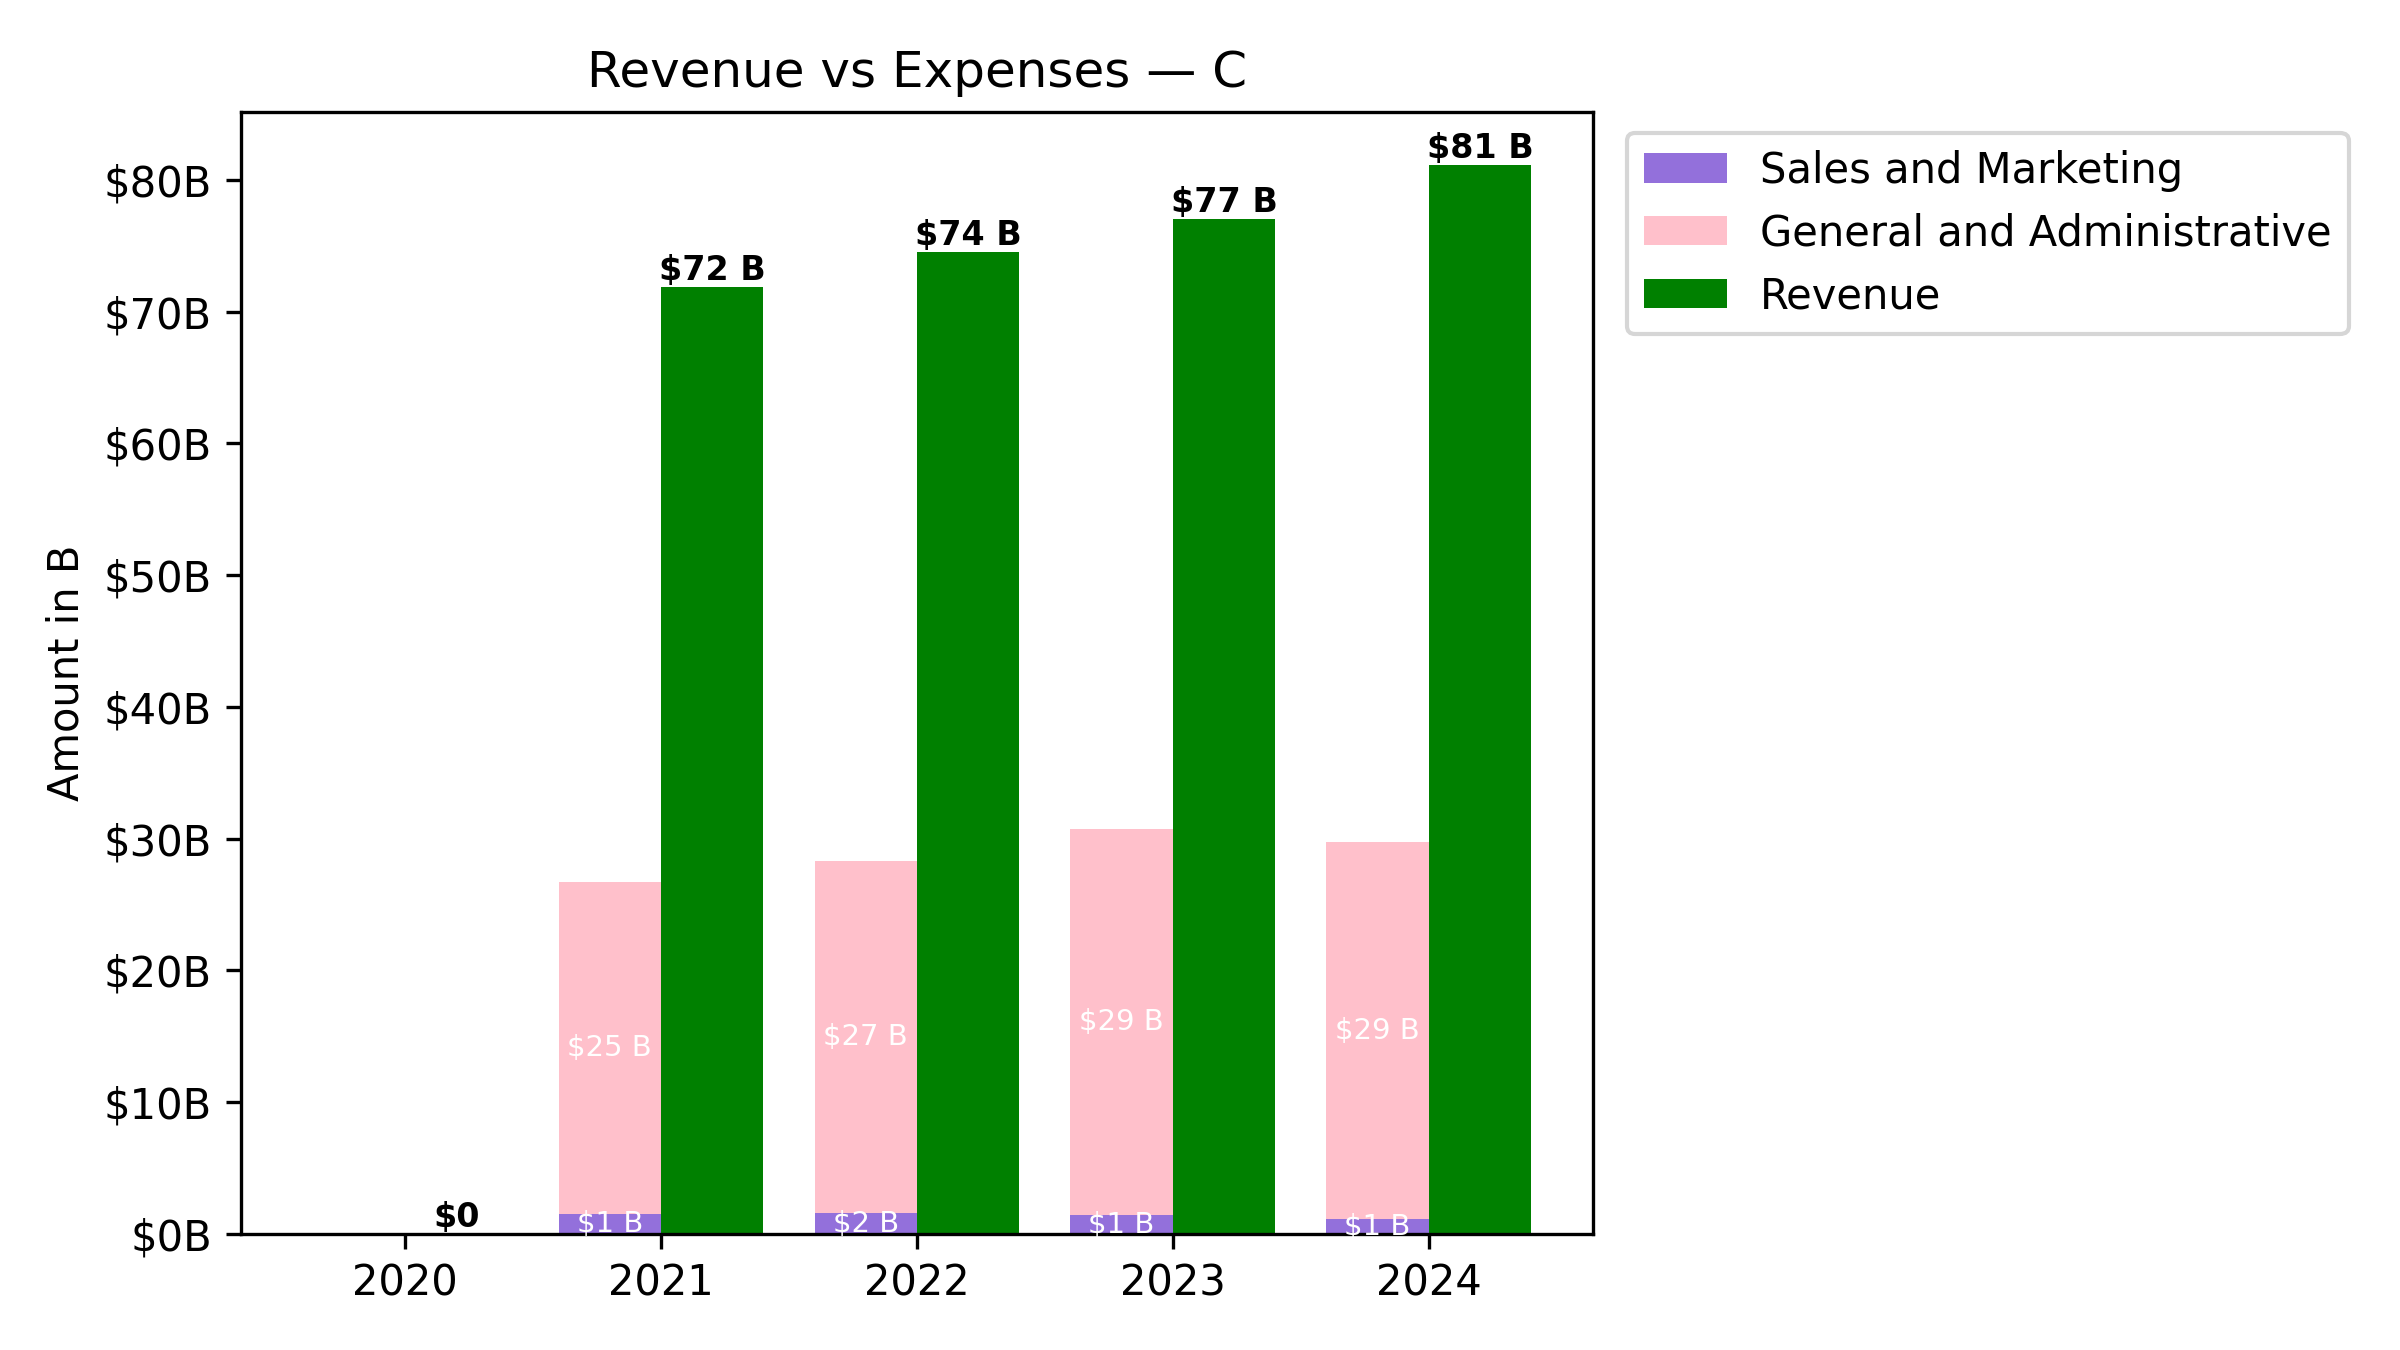 Revenue vs Expenses — C
Amount in B
$80B
$70B
$60B
$50B
$40B
$30B
$20B
$10B
$0B
$0
$72 B
$74 B
$77 B
$81 B
$25 B
$27 B
$29 B
$29 B
$1 B
$2 B
$1 B
$1 B
2020
2021
2022
2023
2024
Sales and Marketing
General and Administrative
Revenue